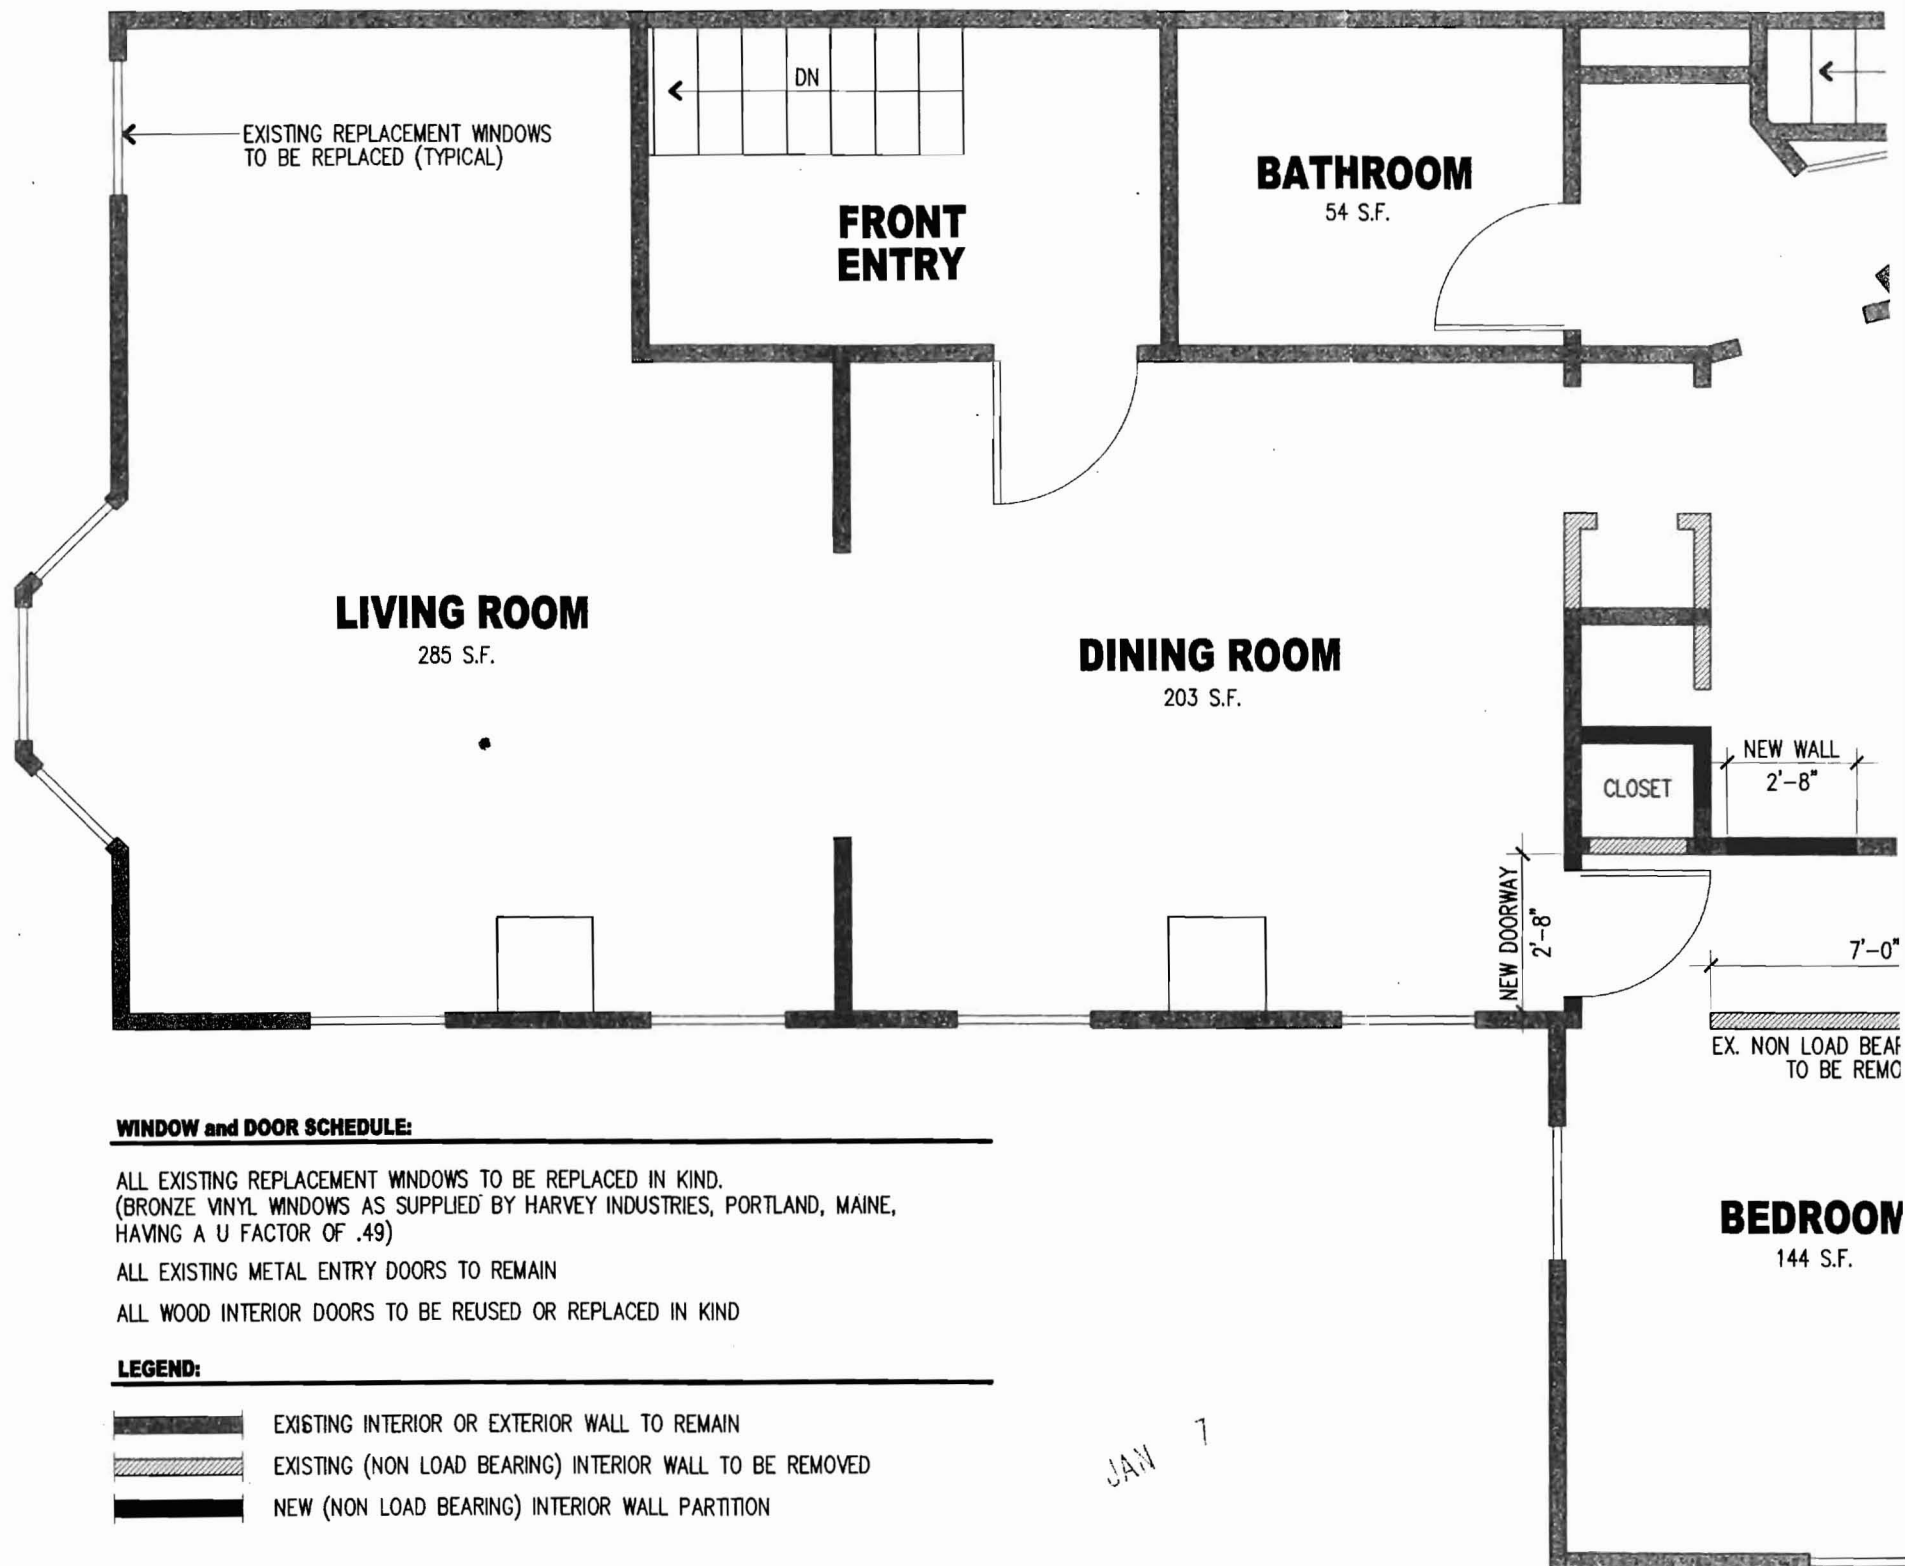 DN
EXISTING REPLACEMENT WINDOWS
TO BE REPLACED (TYPICAL)
BATHROOM
54 S.F.
FRONT
ENTRY
LIVING ROOM
285 S.F.
DINING ROOM
203 S.F.
NEW WALL
2'-8"
CLOSET
NEW DOORWAY
2'-8"
7'-0"
EX. NON LOAD BEAR
TO BE REMO
WINDOW and DOOR SCHEDULE:
ALL EXISTING REPLACEMENT WINDOWS TO BE REPLACED IN KIND.
(BRONZE VINYL WINDOWS AS SUPPLIED BY HARVEY INDUSTRIES, PORTLAND, MAINE,
HAVING A U FACTOR OF .49)
ALL EXISTING METAL ENTRY DOORS TO REMAIN
ALL WOOD INTERIOR DOORS TO BE REUSED OR REPLACED IN KIND
BEDROOM
144 S.F.
LEGEND:
EXISTING INTERIOR OR EXTERIOR WALL TO REMAIN
EXISTING (NON LOAD BEARING) INTERIOR WALL TO BE REMOVED
NEW (NON LOAD BEARING) INTERIOR WALL PARTITION
JAN 7